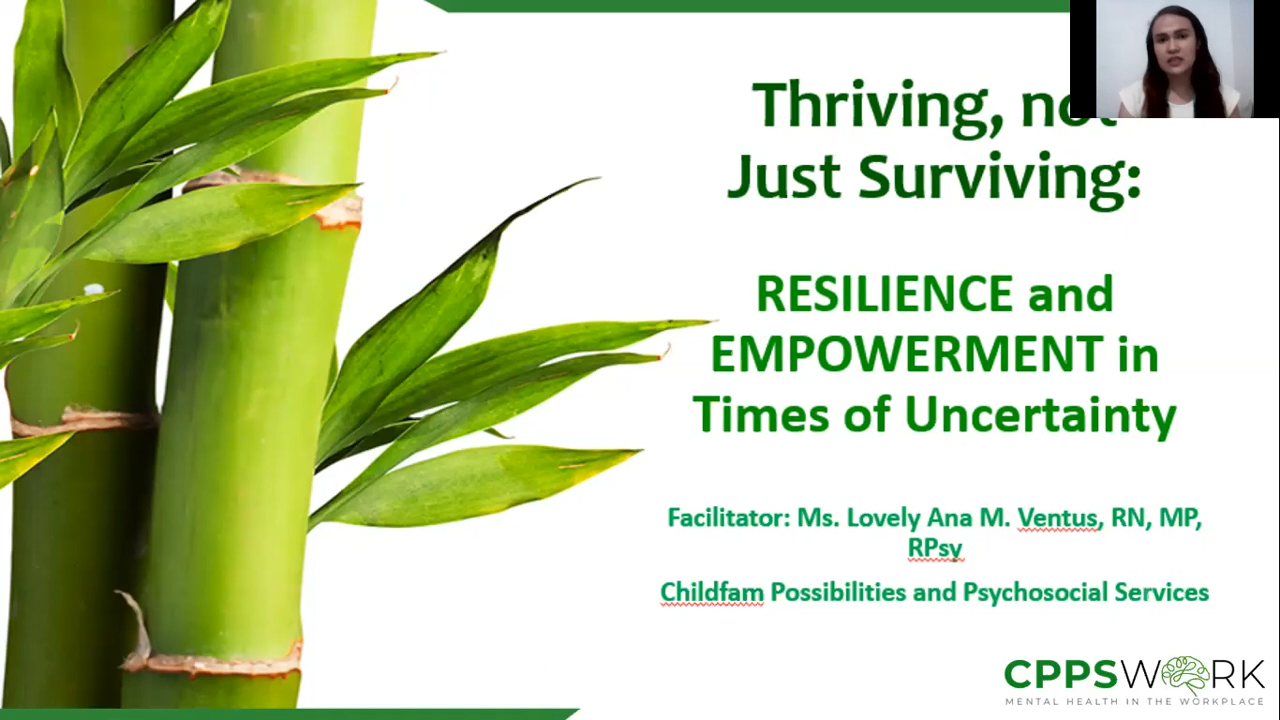 Thriving, not
Just Surviving:
RESILIENCE and
EMPOWERMENT in
Times of Uncertainty
Facilitator: Ms. Lovely Ana M. Ventus, RN, MP,
RPsy
Childfam Possibilities and Psychosocial Services
CPPSWORK
MENTAL HEALTH IN THE WORKPLACE